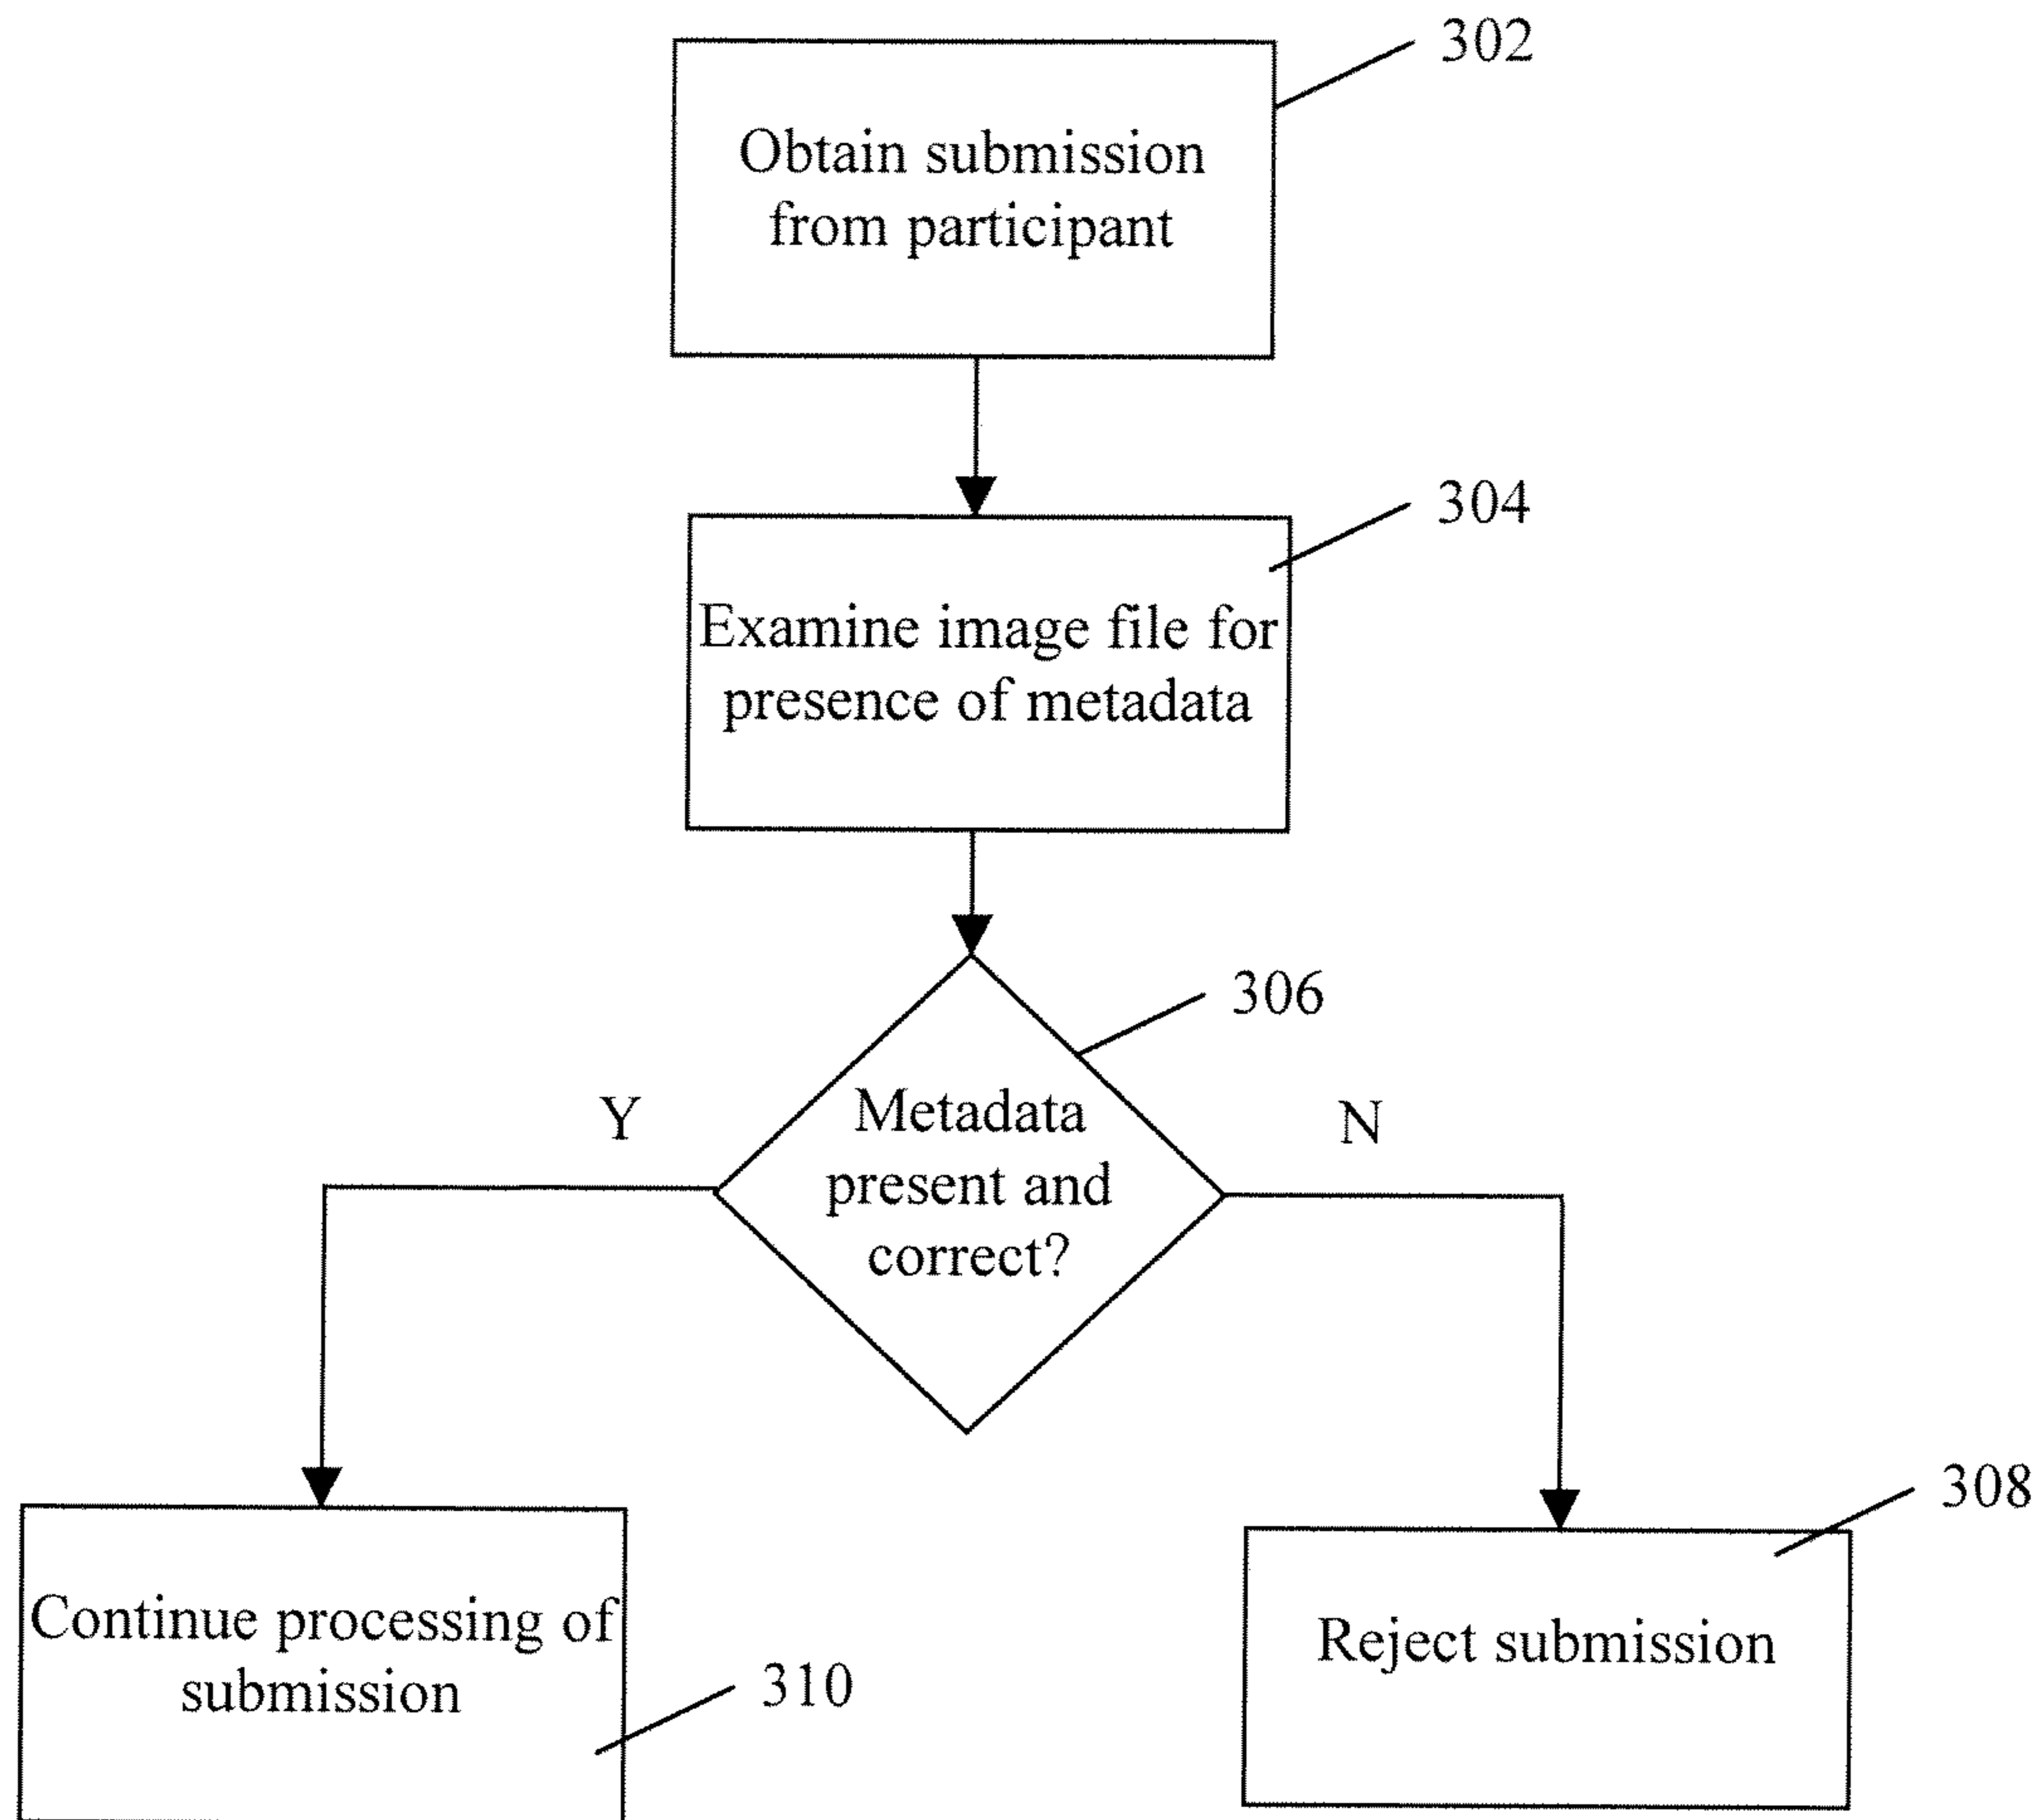 302
Obtain submission
from participant
304
Examine image file for
presence of metadata
306
Y
Metadata
present and
correct?
N
308
Continue processing of
submission
310
Reject submission